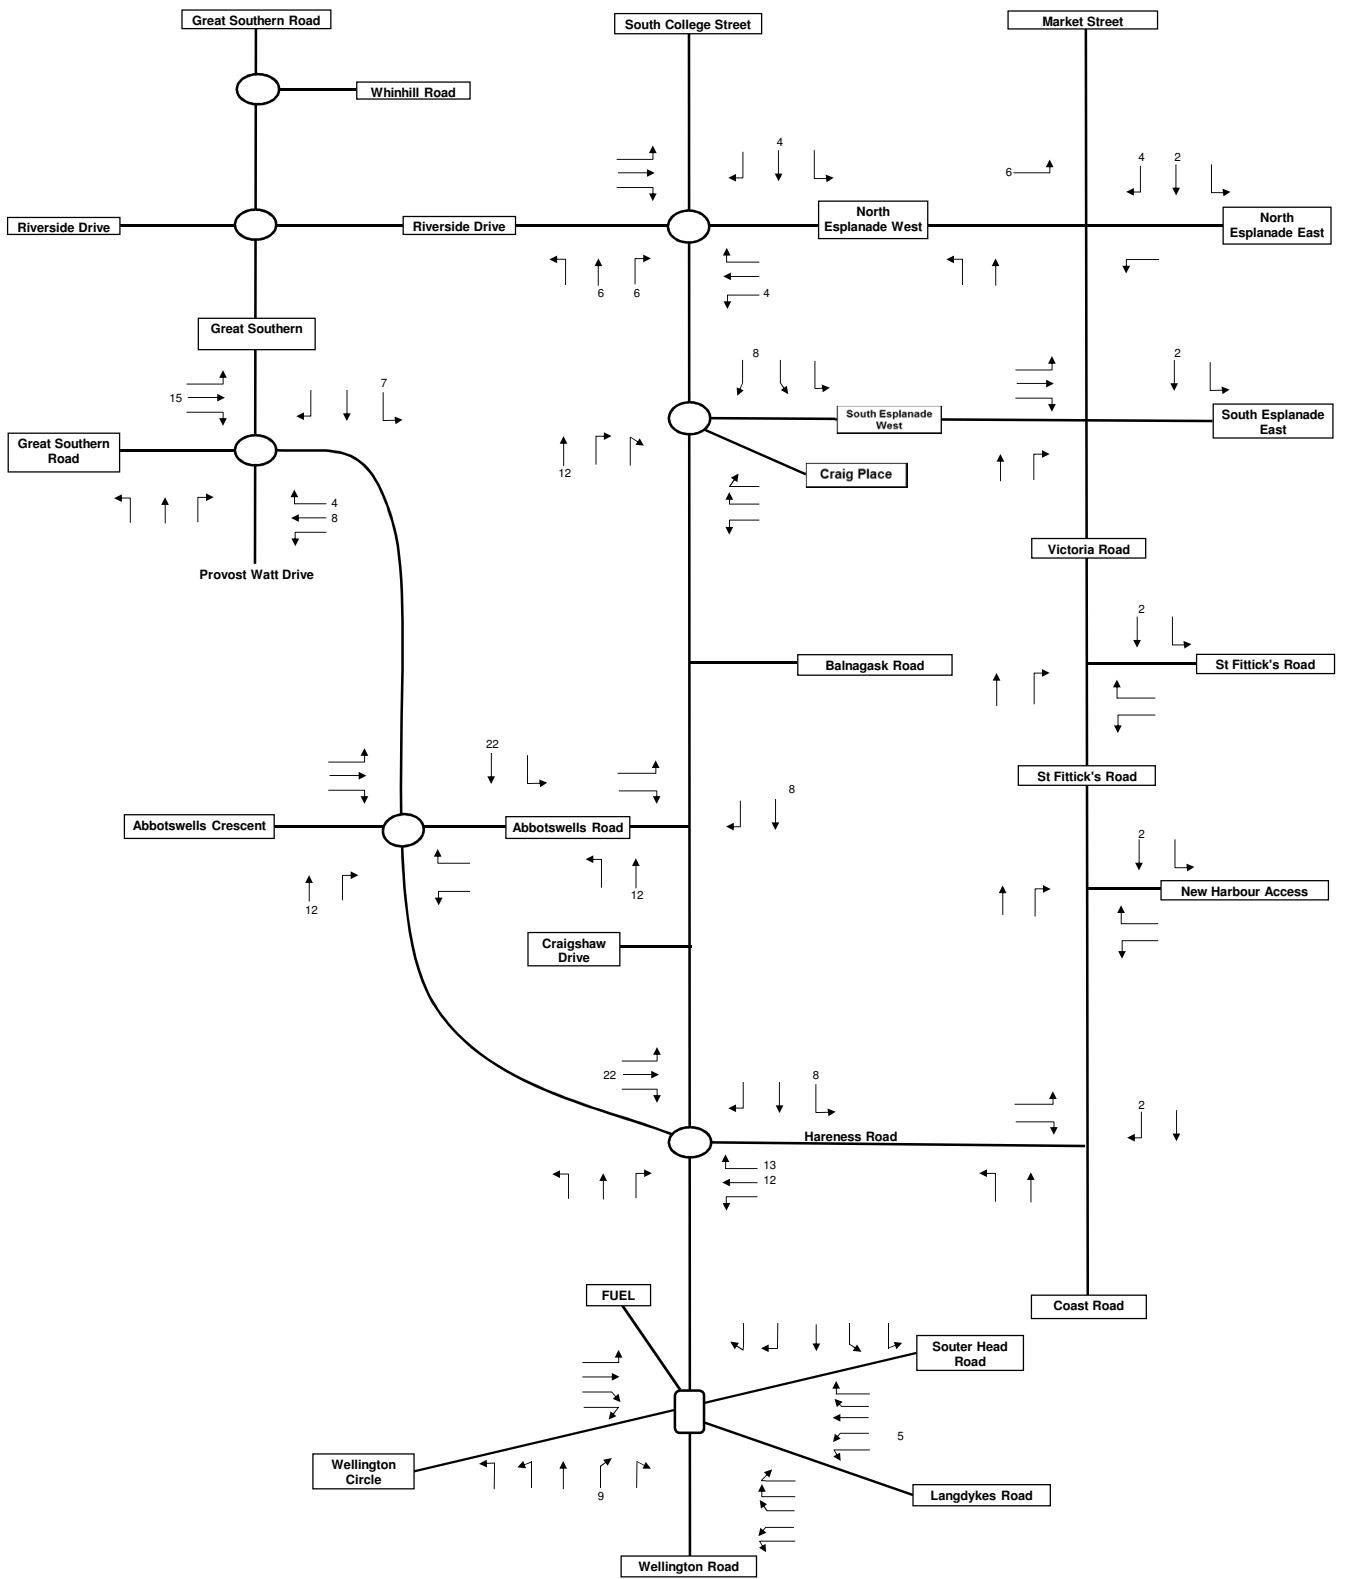 Great Southern Road
South College Street
Market Street
Whinhill Road
4
6
4
2
Riverside Drive
Riverside Drive
North
Esplanade West
North
Esplanade East
6
6
4
Great Southern
15
7
8
2
Great Southern
Road
South Esplanade
West
South Esplanade
East
12
Craig Place
4
8
Provost Watt Drive
Victoria Road
2
Balnagask Road
St Fittick's Road
22
St Fittick's Road
8
Abbotswells Crescent
Abbotswells Road
2
12
12
New Harbour Access
Craigshaw
Drive
22
8
2
Hareness Road
13
12
FUEL
Coast Road
Souter Head
Road
5
Wellington
Circle
9
Langdykes Road
Wellington Road